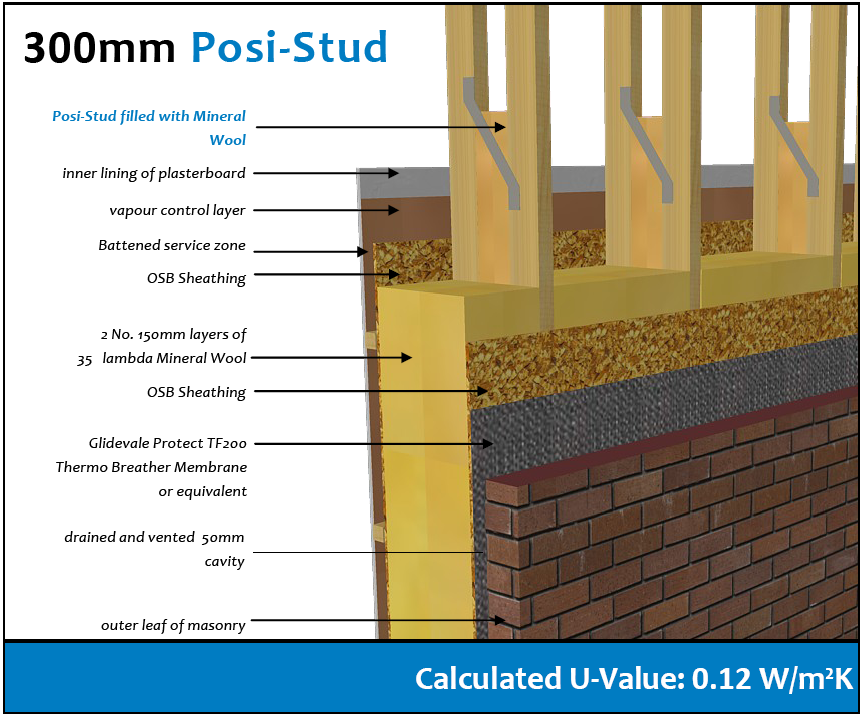 300mm Posi-Stud
Posi-Stud filled with Mineral
Wool
inner lining of plasterboard
vapour control layer
Battened service zone
OSB Sheathing
2 No. 150mm layers of
35 lambda Mineral Wool
OSB Sheathing
Glidevale Protect TF200
Thermo Breather Membrane
or equivalent
drained and vented 50mm
cavity
outer leaf of masonry
Calculated U-Value: 0.12 W/m²K